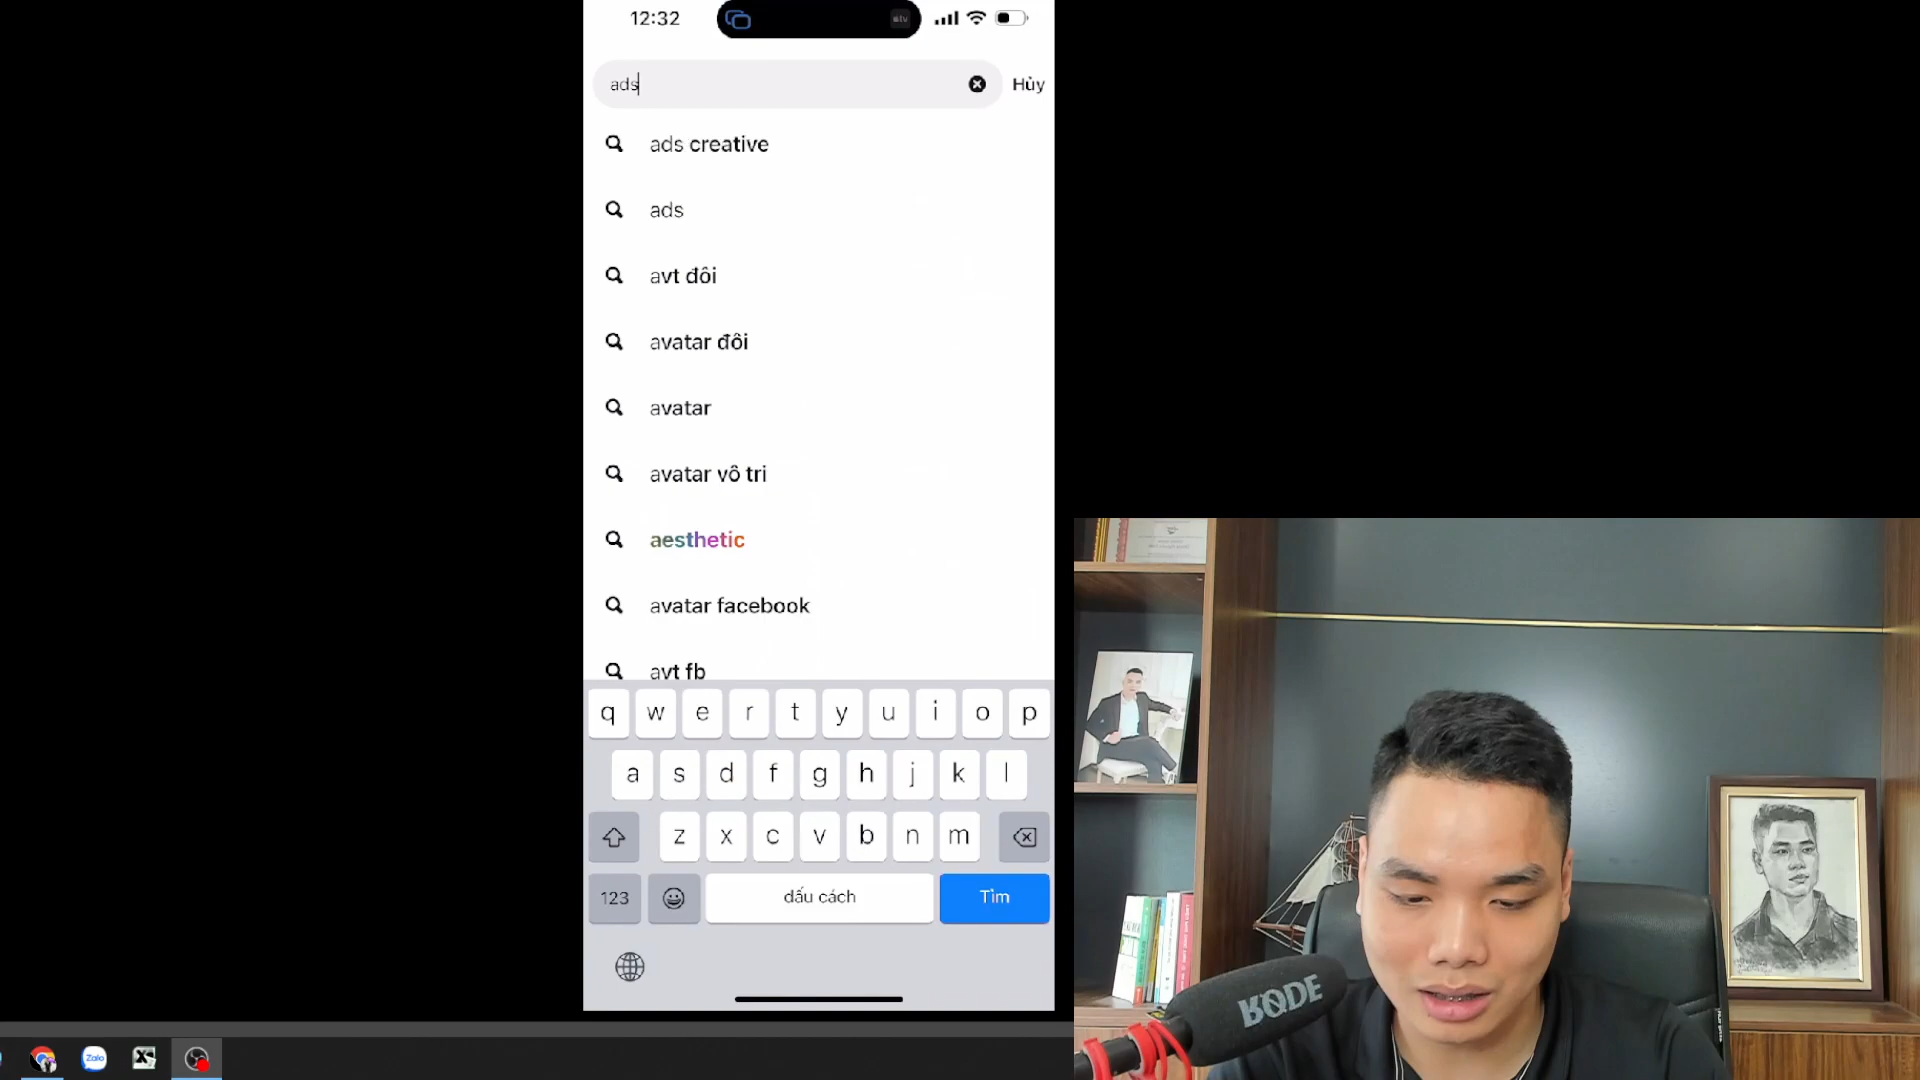 12:32
ads
Hủy
ads creative
ads
avt đôi
avatar đôi
avatar
avatar vô tri
aesthetic
avatar facebook
avt fb
q w e r t y u i o p
a s d f g h j k l
z x c v b n m
123
dấu cách
Tìm
Zalo
RODE